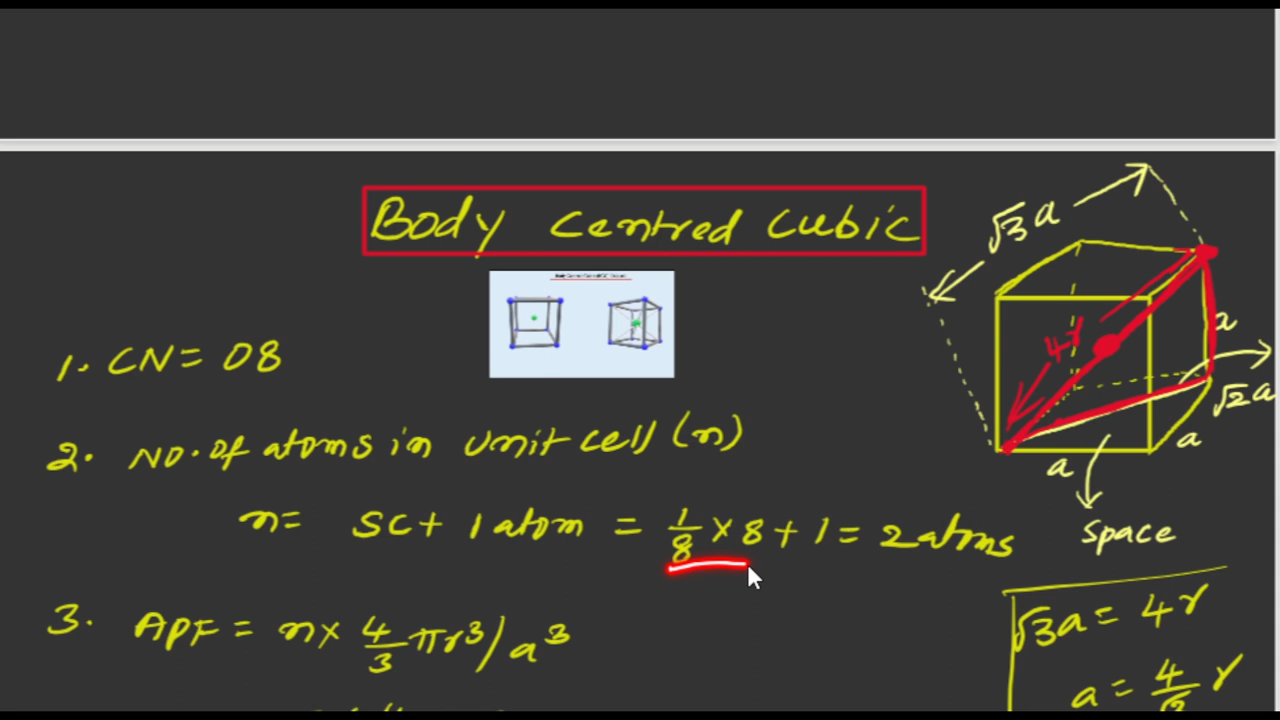 Body Centred Cubic
√3a
4r
a
√2a
a
a
space
1. CN = 08
2. NO. of atoms in Unit cell (n)
n = SC + 1 atom = 1/8 × 8 + 1 = 2 atoms
3. APF = n × 4/3 πr³ / a³
√3a = 4r
a = 4/√3 r